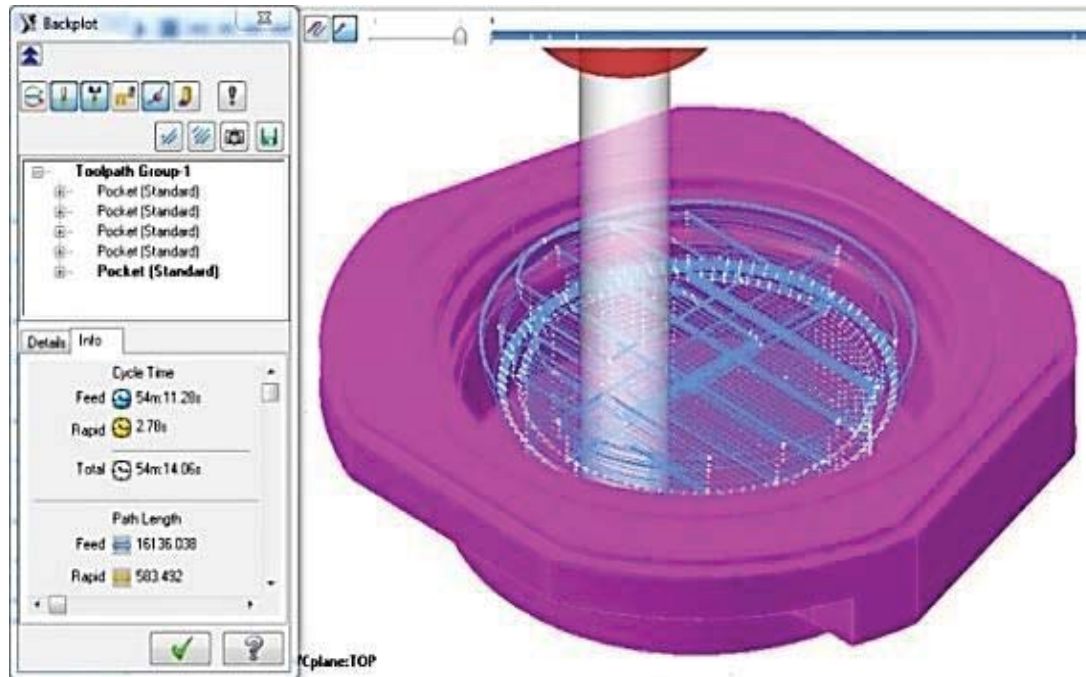 Backplot
Toolpath Group-1
Pocket (Standard)
Pocket (Standard)
Pocket (Standard)
Pocket (Standard)
Pocket (Standard)
Details Info
Cycle Time
Feed 54m:11.28s
Rapid 2.78s
Total 54m:14.06s
Path Length
Feed 16136.038
Rapid 583.492
/Cplane:TOP